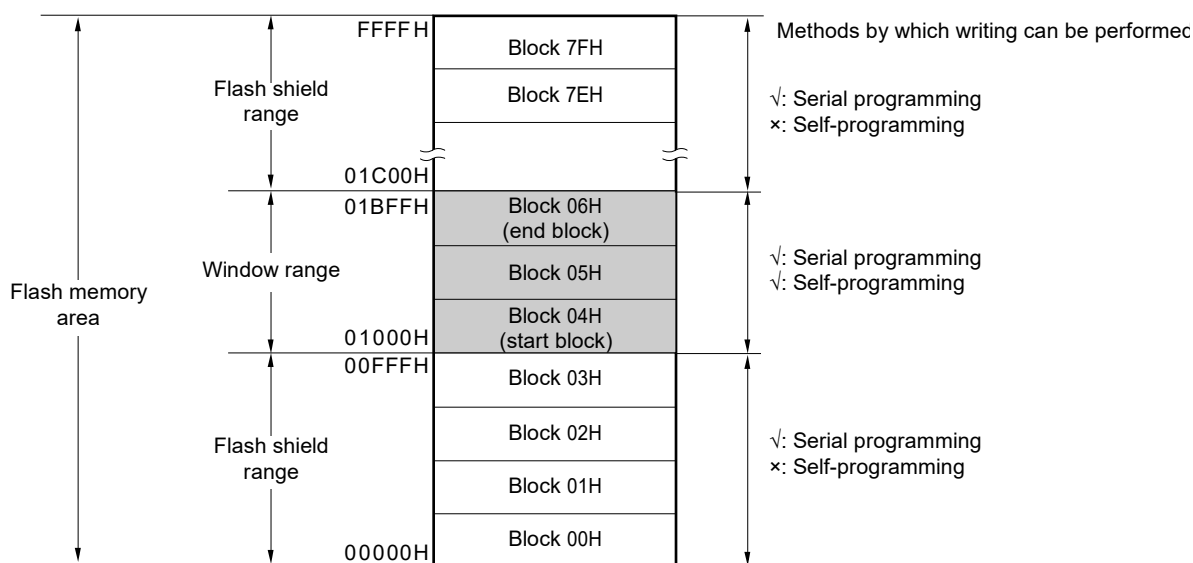 FFFFH
Block 7FH
Methods by which writing can be performed
Block 7EH
Flash shield
range
√: Serial programming
×: Self-programming
01C00H
01BFFH
Block 06H
(end block)
Window range
Block 05H
√: Serial programming
√: Self-programming
Flash memory
area
Block 04H
(start block)
01000H
00FFFH
Block 03H
Block 02H
Flash shield
range
√: Serial programming
×: Self-programming
Block 01H
Block 00H
00000H